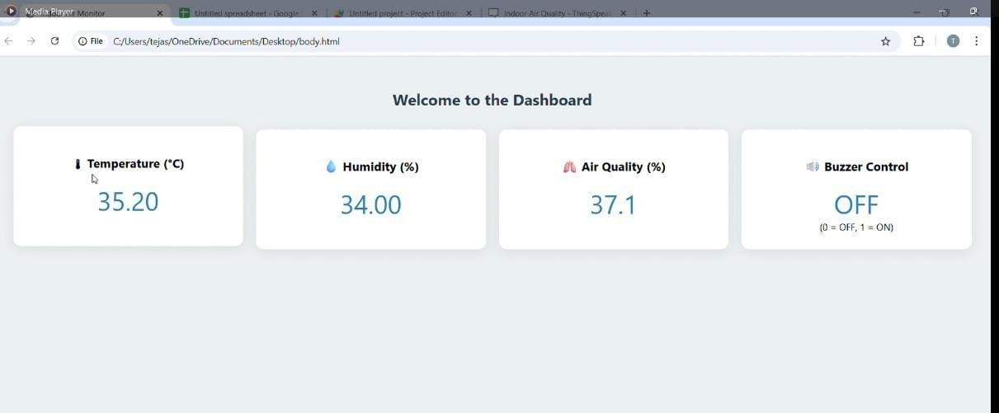 Media Player
Monitor
Untitled spreadsheet - Google
Untitled project - Project Editor
Indoor Air Quality - ThingSpeak
File
C:/Users/tejas/OneDrive/Documents/Desktop/body.html
T
Welcome to the Dashboard
Temperature (°C)
35.20
Humidity (%)
34.00
Air Quality (%)
37.1
Buzzer Control
OFF
(0 = OFF, 1 = ON)